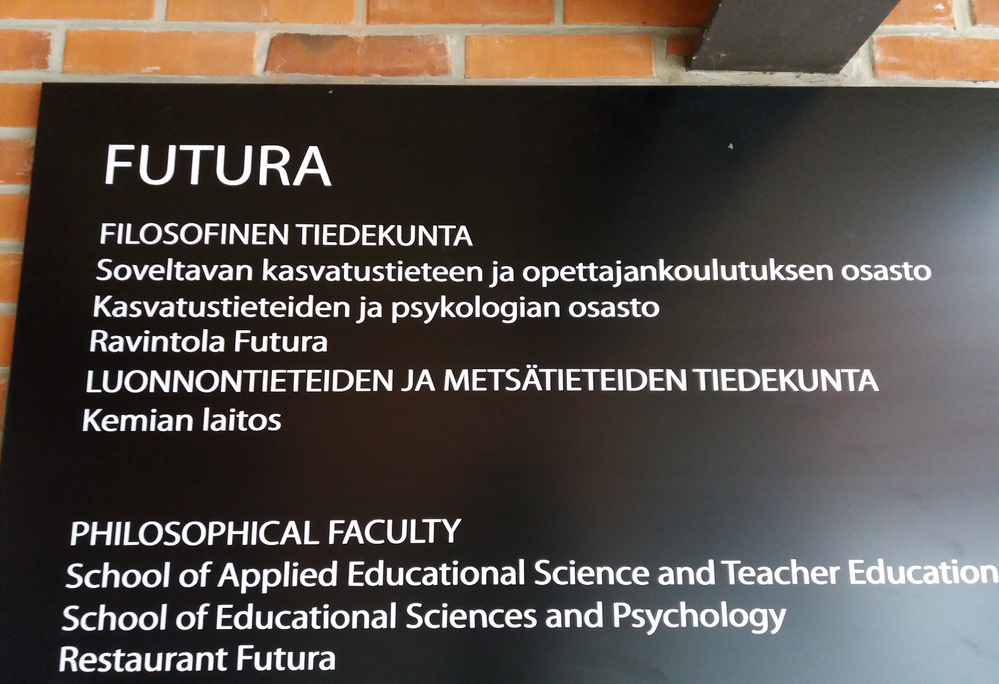 FUTURA
FILOSOFINEN TIEDEKUNTA
Soveltavan kasvatustieteen ja opettajankoulutuksen osasto
Kasvatustieteiden ja psykologian osasto
Ravintola Futura
LUONNONTIETEIDEN JA METSÄTIETEIDEN TIEDEKUNTA
Kemian laitos
PHILOSOPHICAL FACULTY
School of Applied Educational Science and Teacher Education
School of Educational Sciences and Psychology
Restaurant Futura